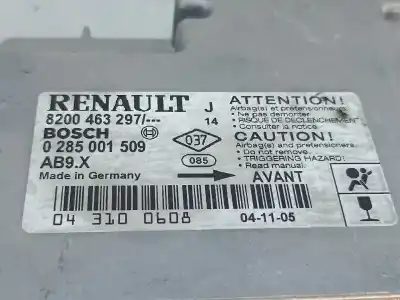 RENAULT J
8200 463 297/--- 14
BOSCH
0 285 001 509
037
AB9.X
085
Made in Germany
AVANT
04 310 0608
04-11-05
ATTENTION!
Airbag(s) et pretensionneurs
• Ne pas demonter
• RISQUE DE DECLENCHEMENT
• Consulter la notice
CAUTION!
Airbag(s) and pretensioners
• Do not remove.
• TRIGGERING HAZARD!
• Read manual.